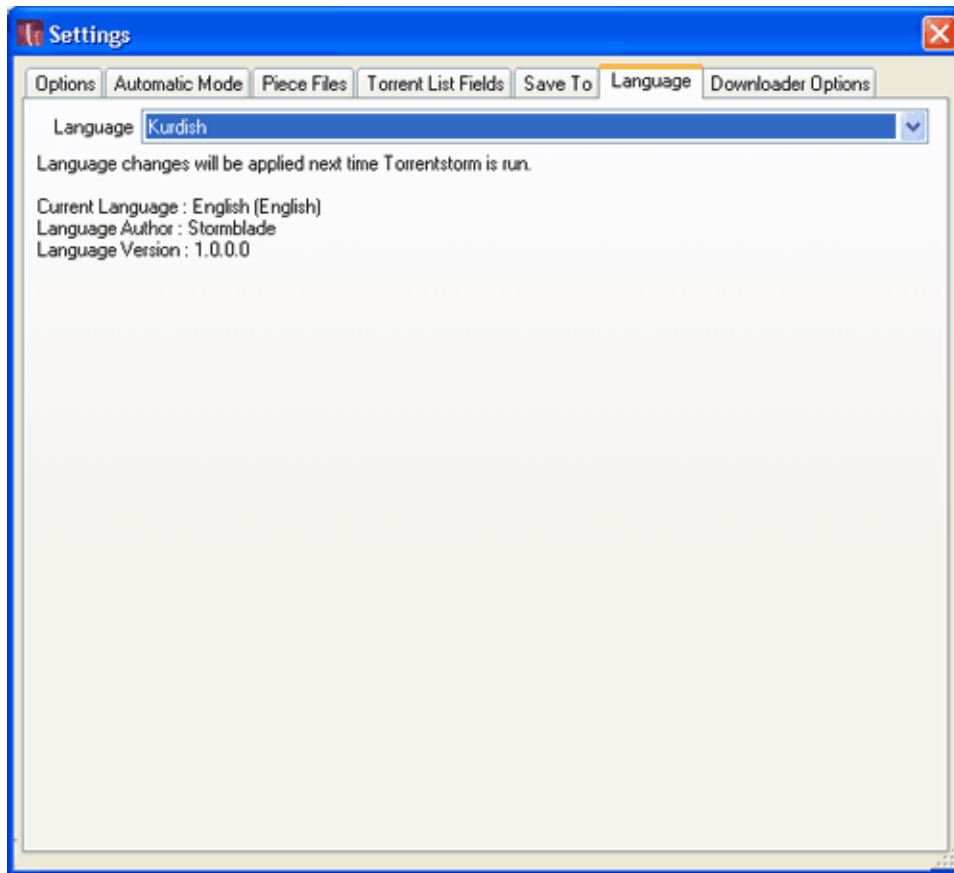 Settings
Options Automatic Mode Piece Files Torrent List Fields Save To Language Downloader Options
Language Kurdish
Language changes will be applied next time Torrentstorm is run.
Current Language : English (English)
Language Author : Stormblade
Language Version : 1.0.0.0